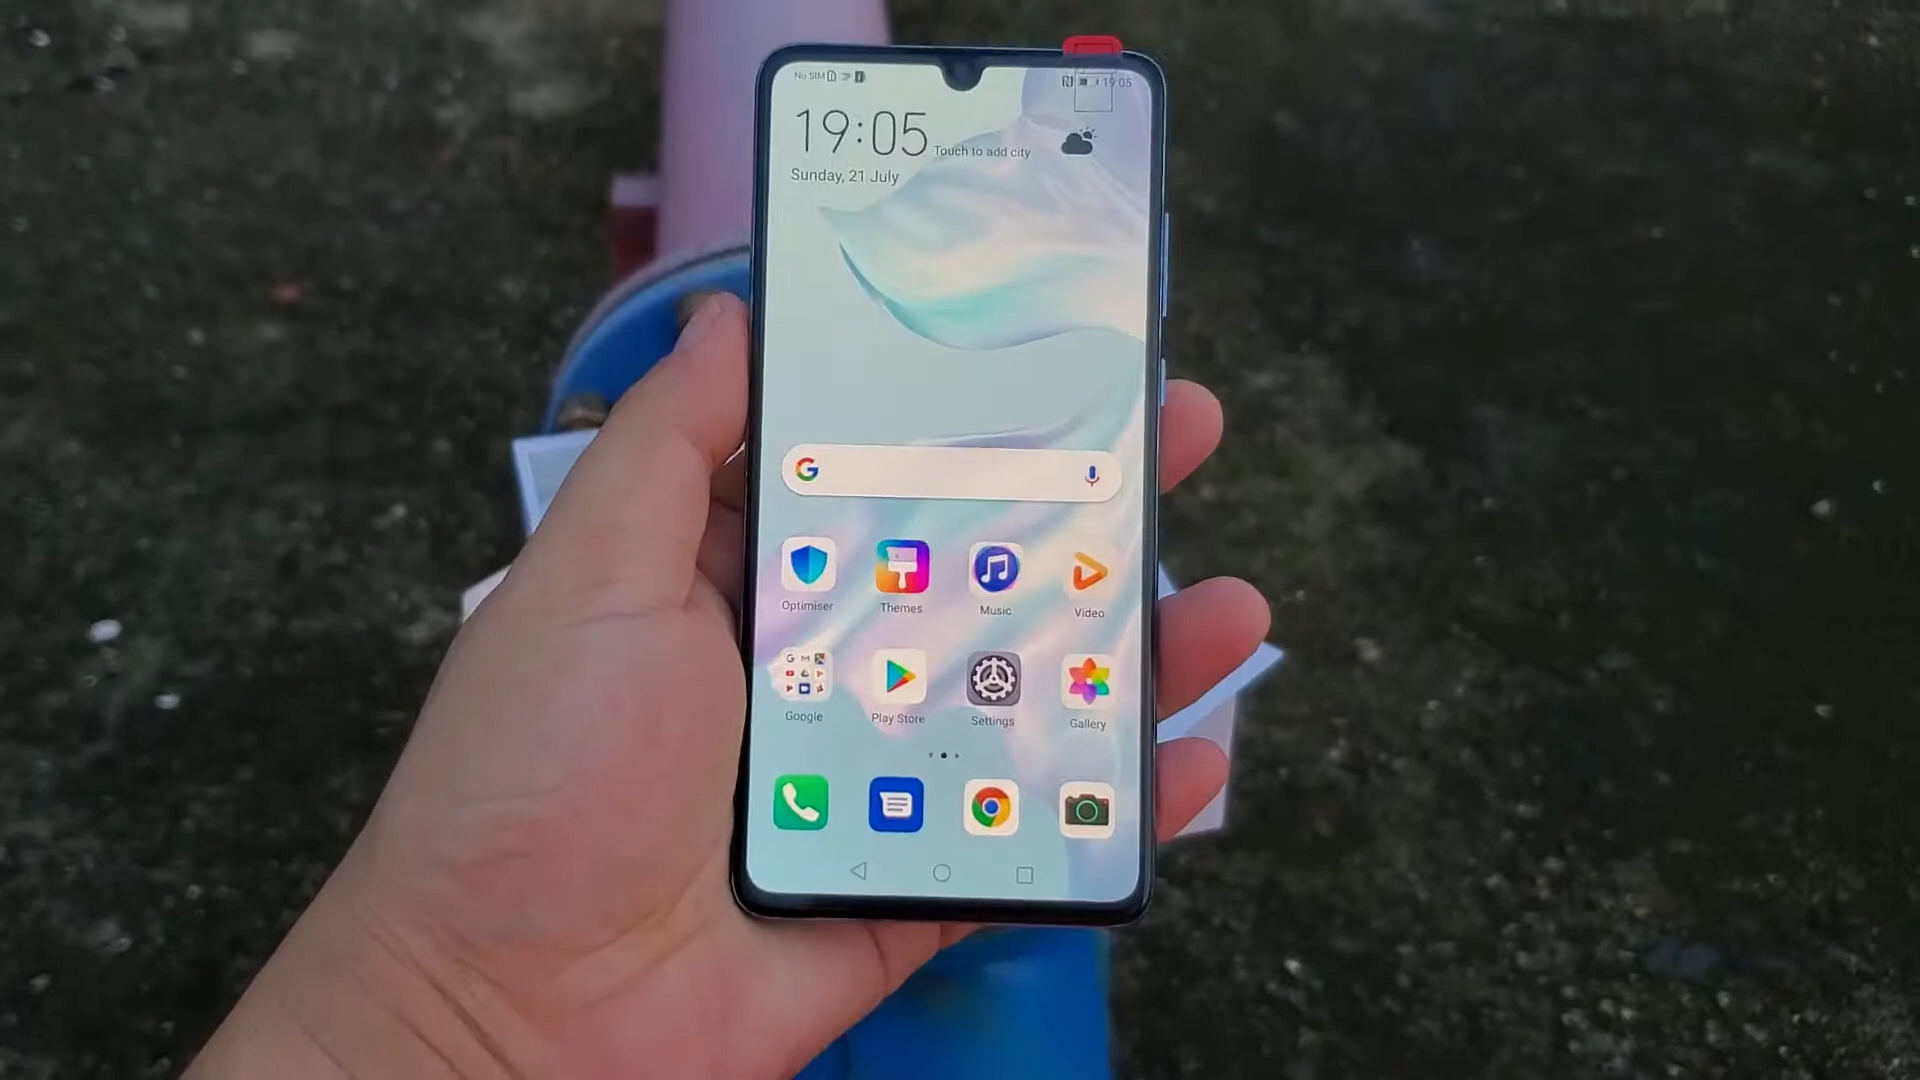 No SIM 19:05
19:05 Touch to add city
Sunday, 21 July
Optimiser Themes Music Video
Google Play Store Settings Gallery